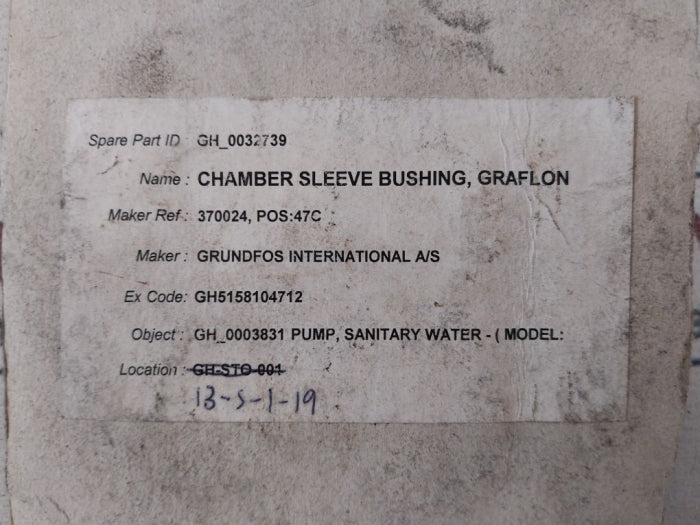 Spare Part ID : GH_0032739
Name : CHAMBER SLEEVE BUSHING, GRAFLON
Maker Ref : 370024, POS:47C
Maker : GRUNDFOS INTERNATIONAL A/S
Ex Code: GH5158104712
Object : GH_0003831 PUMP, SANITARY WATER - ( MODEL:
Location : GH-STO-001
13-S-1-19